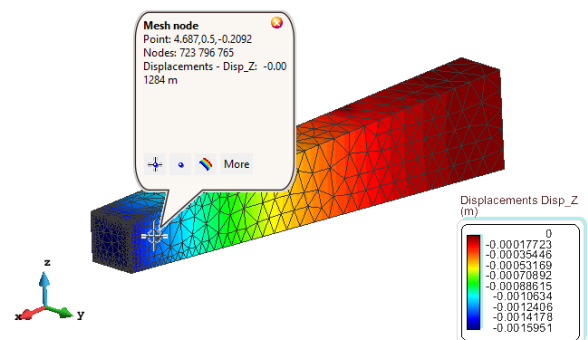 Mesh node
Point: 4.687,0.5,-0.2092
Nodes: 723 796 765
Displacements - Disp_Z: -0.00
1284 m
More
Displacements Disp_Z
(m)
0
-0.00017723
-0.00035446
-0.00053169
-0.00070892
-0.00088615
-0.0010634
-0.0012406
-0.0014178
-0.0015951
z
x
y